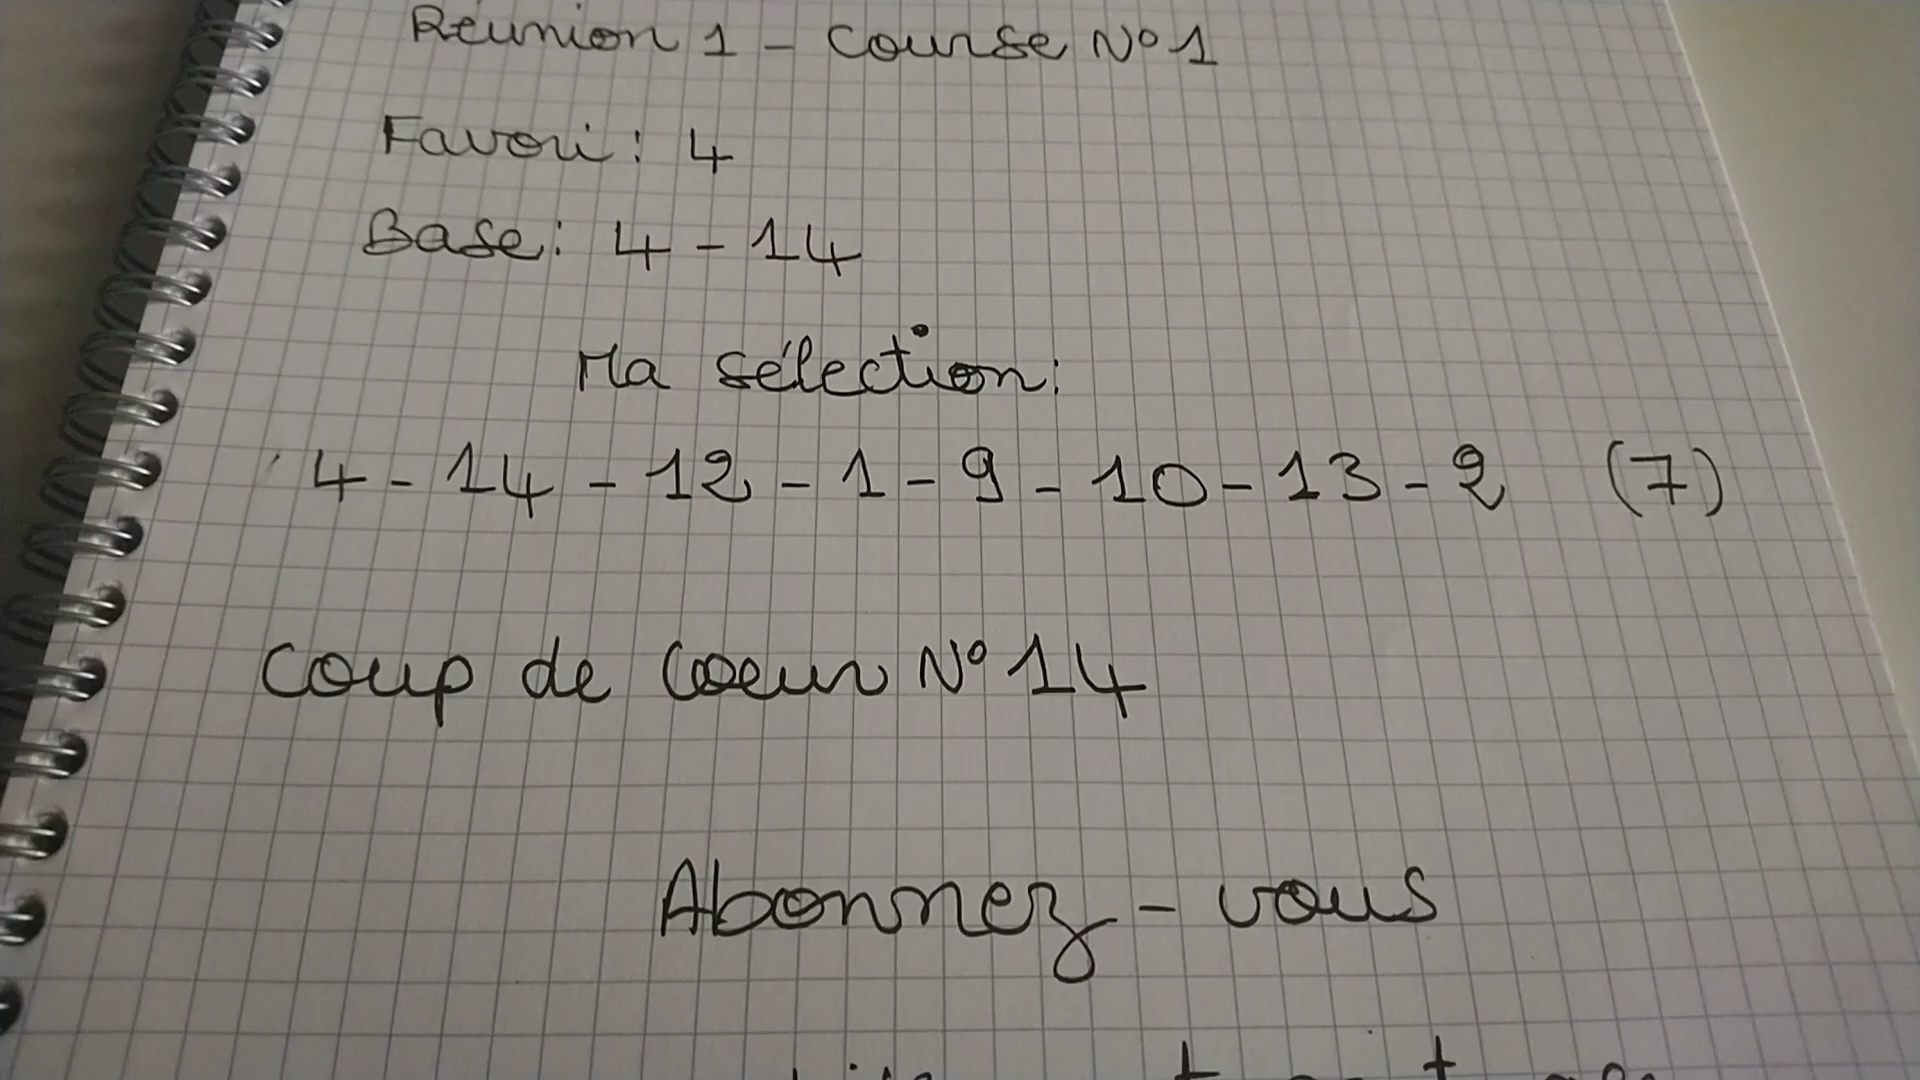 Réunion 1 - Course N° 1
Favori : 4
Base : 4 - 14
Ma sélection :
4 - 14 - 12 - 1 - 9 - 10 - 13 - 2 (7)
Coup de coeur N° 14
Abonnez - vous